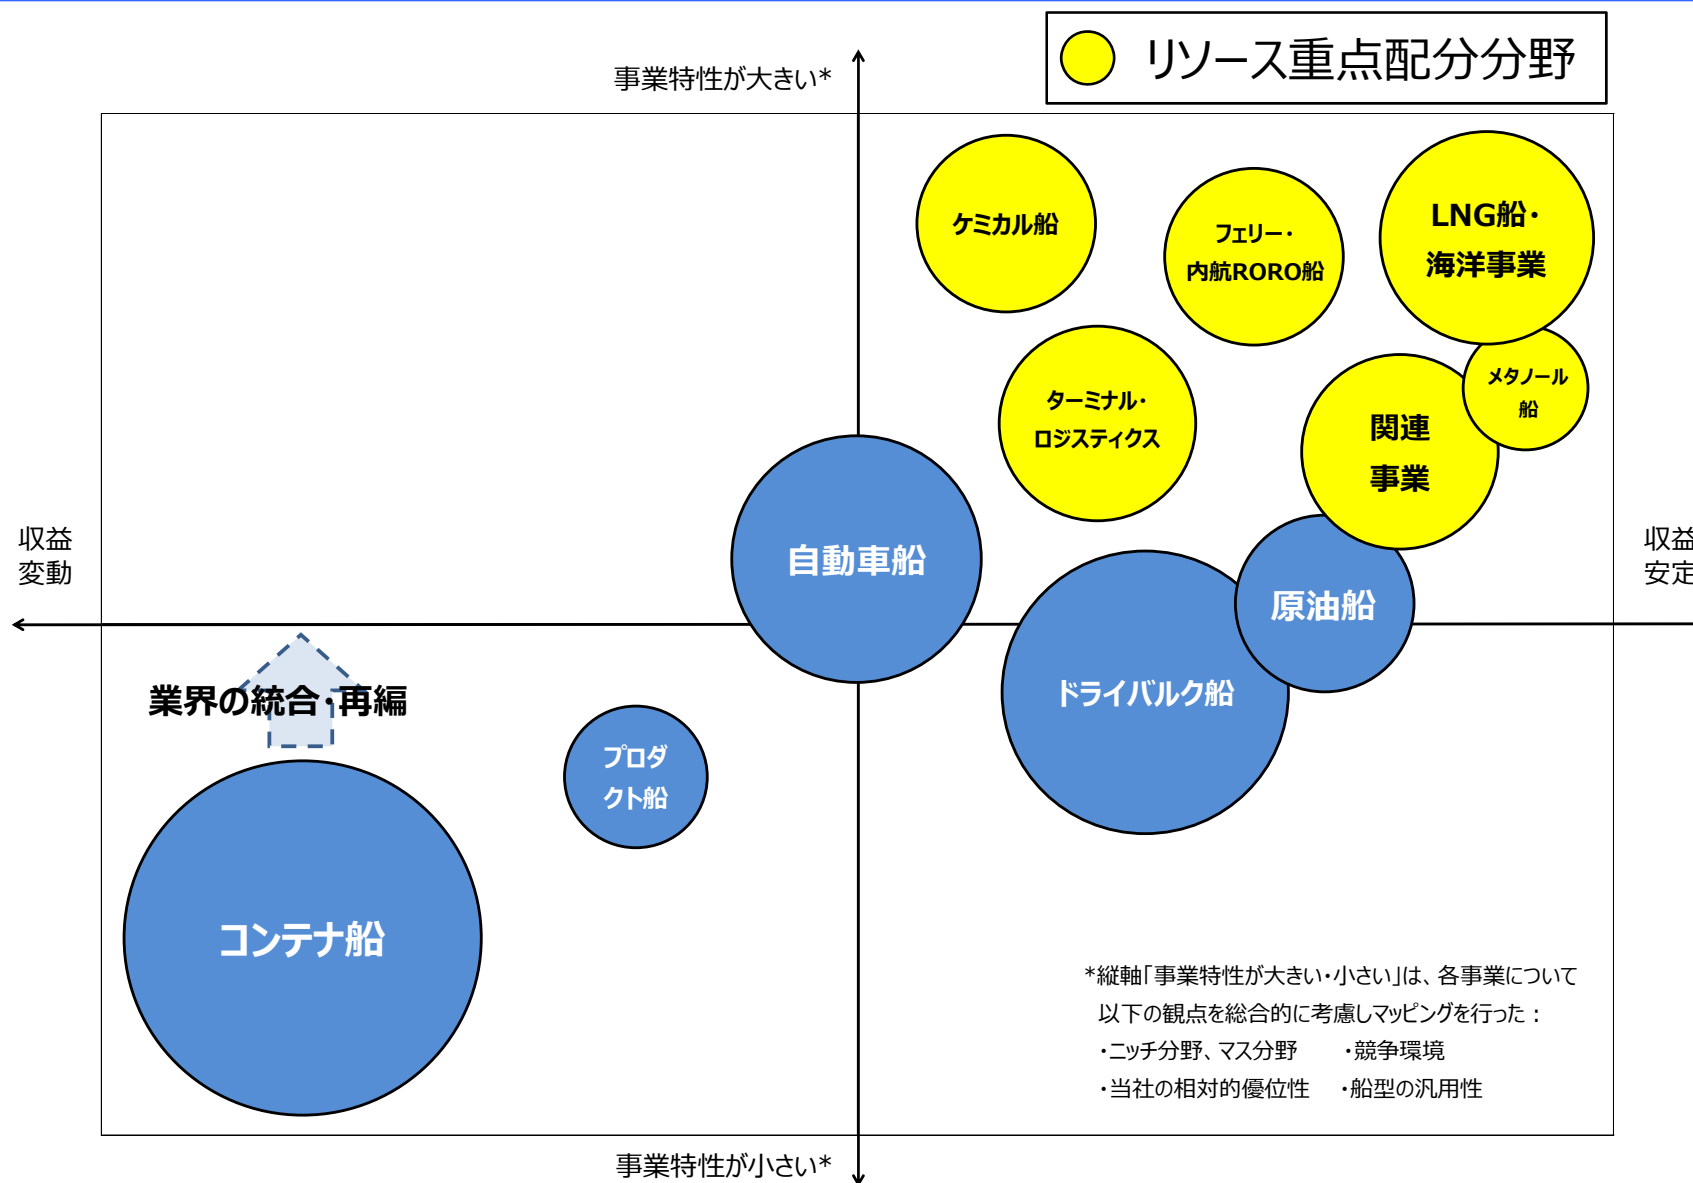 リソース重点配分分野
事業特性が大きい*
ケミカル船
フェリー・
内航RORO船
LNG船・
海洋事業
メタノール
船
ターミナル・
ロジスティクス
関連
事業
収益
変動
自動車船
原油船
収益
安定
ドライバルク船
業界の統合・再編
プロダ
クト船
コンテナ船
*縦軸「事業特性が大きい・小さい」は、各事業について
以下の観点を総合的に考慮しマッピングを行った：
・ニッチ分野、マス分野　　・競争環境
・当社の相対的優位性　　・船型の汎用性
事業特性が小さい*